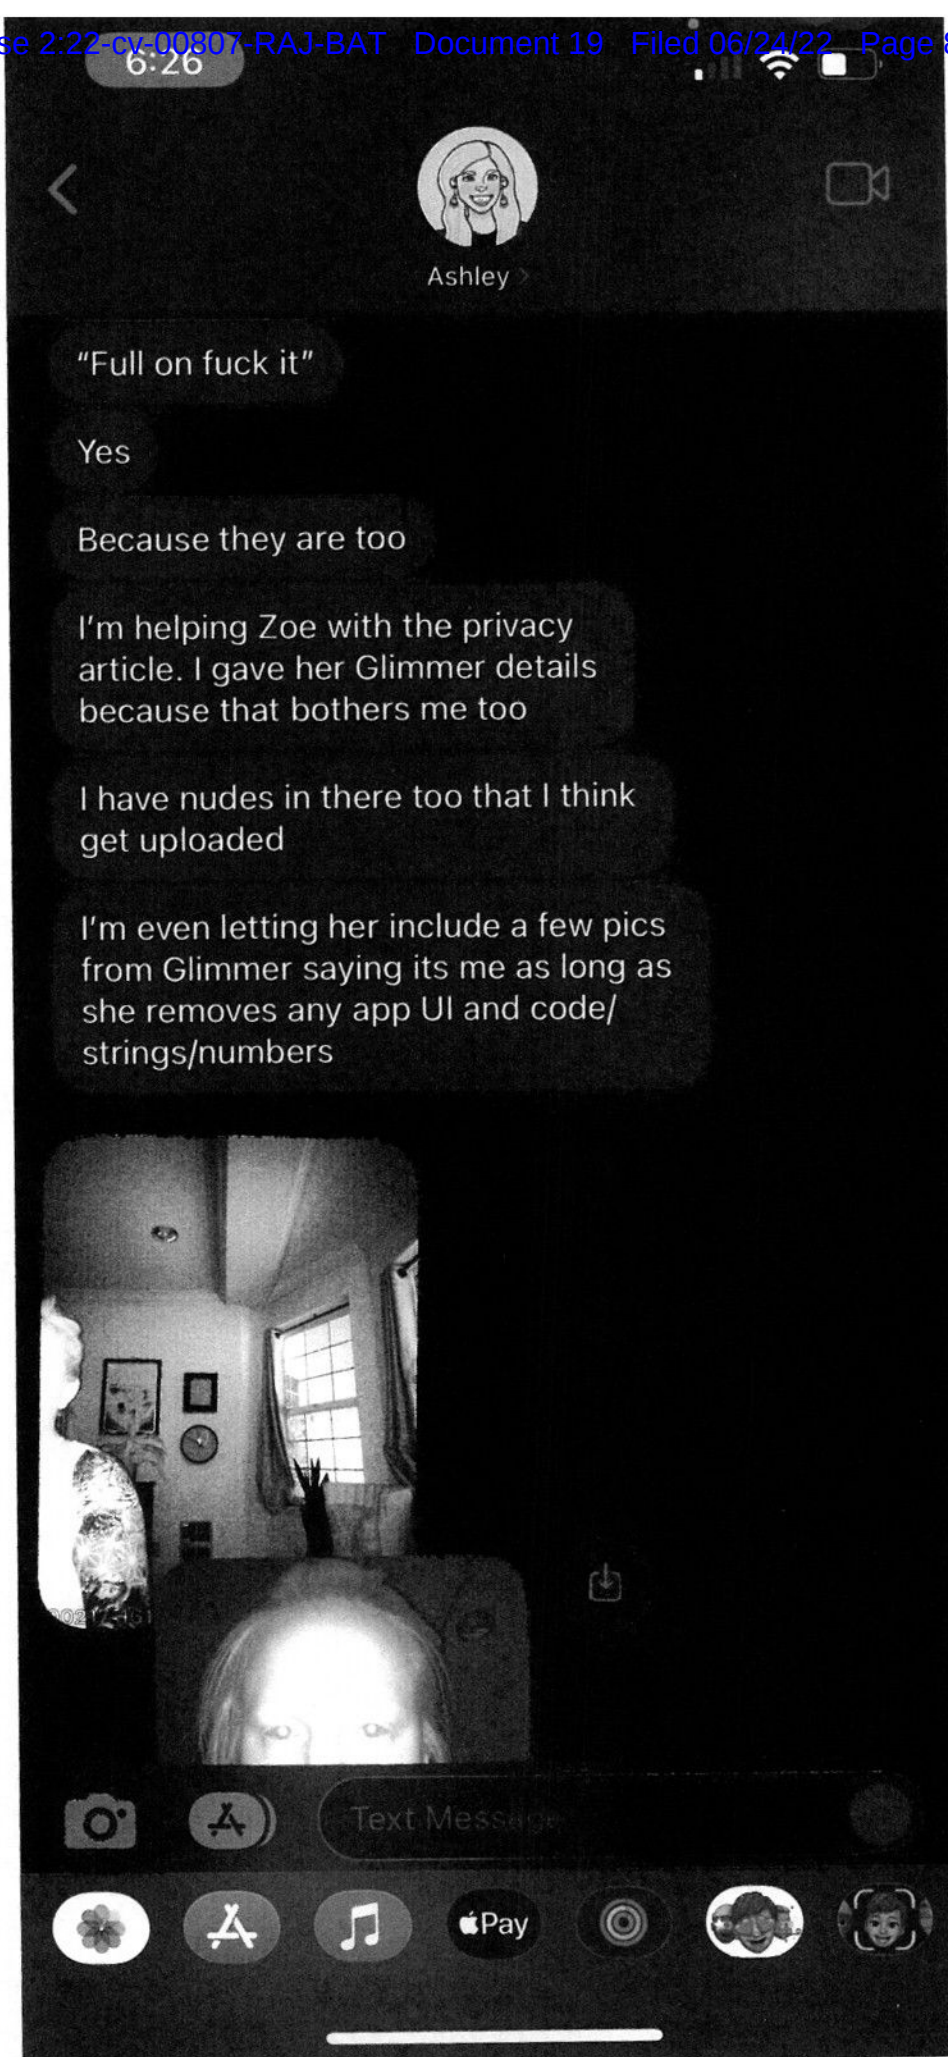 se 2:22-cv-00807-RAJ-BAT Document 19 Filed 06/24/22 Page
6:26
Ashley
“Full on fuck it”
Yes
Because they are too
I’m helping Zoe with the privacy
article. I gave her Glimmer details
because that bothers me too
I have nudes in there too that I think
get uploaded
I’m even letting her include a few pics
from Glimmer saying its me as long as
she removes any app UI and code/
strings/numbers
Text Message
Pay